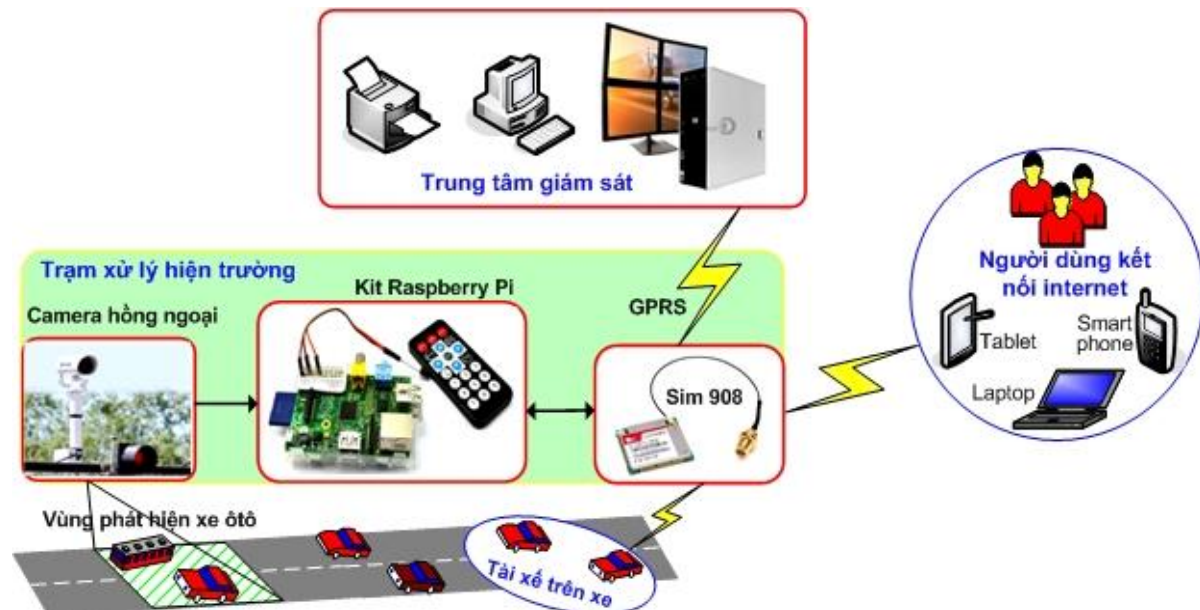 Trung tâm giám sát
Trạm xử lý hiện trường
Kit Raspberry Pi
Camera hồng ngoại
GPRS
Sim 908
Người dùng kết
nối internet
Tablet
Smart
phone
Laptop
Vùng phát hiện xe ôtô
Tài xế trên xe